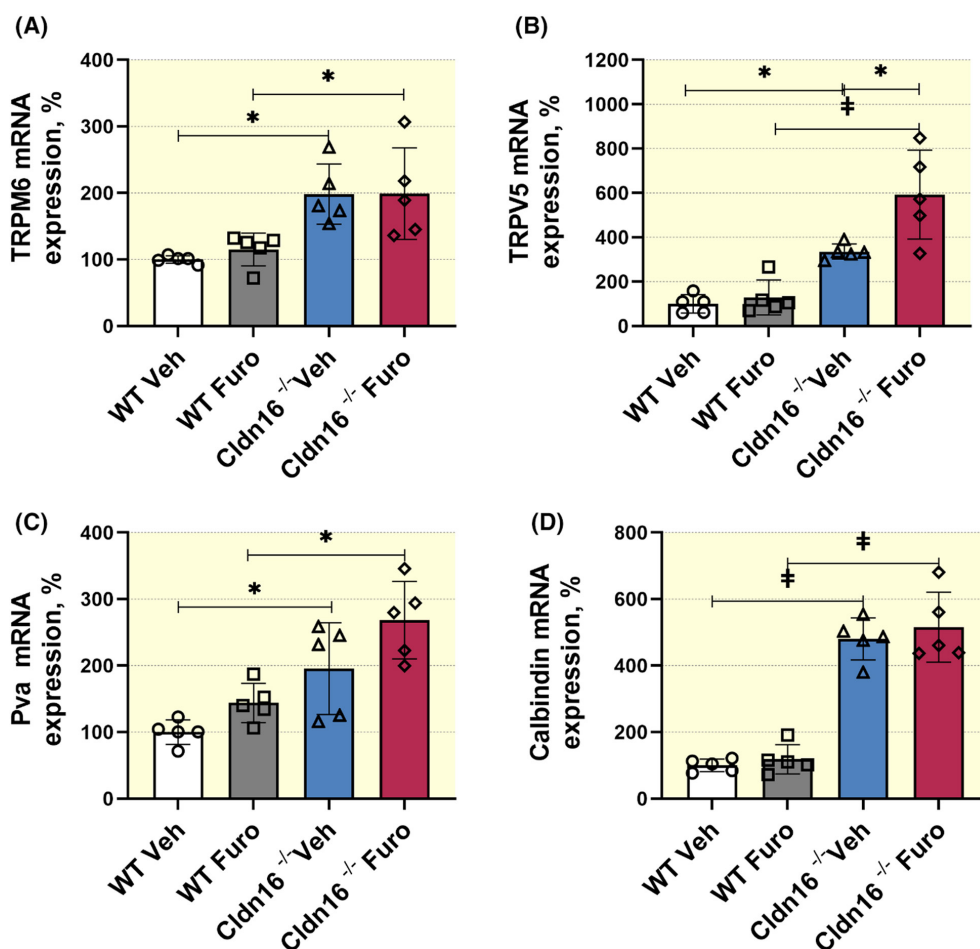 (A)
TRPM6 mRNA
expression, %
400
300
200
100
0
*
*
WT Veh
WT Furo
Cldn16 -/- Veh
Cldn16 -/- Furo
(B)
TRPV5 mRNA
expression, %
1200
1000
800
600
400
200
0
*
*
‡
WT Veh
WT Furo
Cldn16 -/- Veh
Cldn16 -/- Furo
(C)
Pva mRNA
expression, %
400
300
200
100
0
*
*
WT Veh
WT Furo
Cldn16 -/- Veh
Cldn16 -/- Furo
(D)
Calbindin mRNA
expression, %
800
600
400
200
0
‡
‡
WT Veh
WT Furo
Cldn16 -/- Veh
Cldn16 -/- Furo